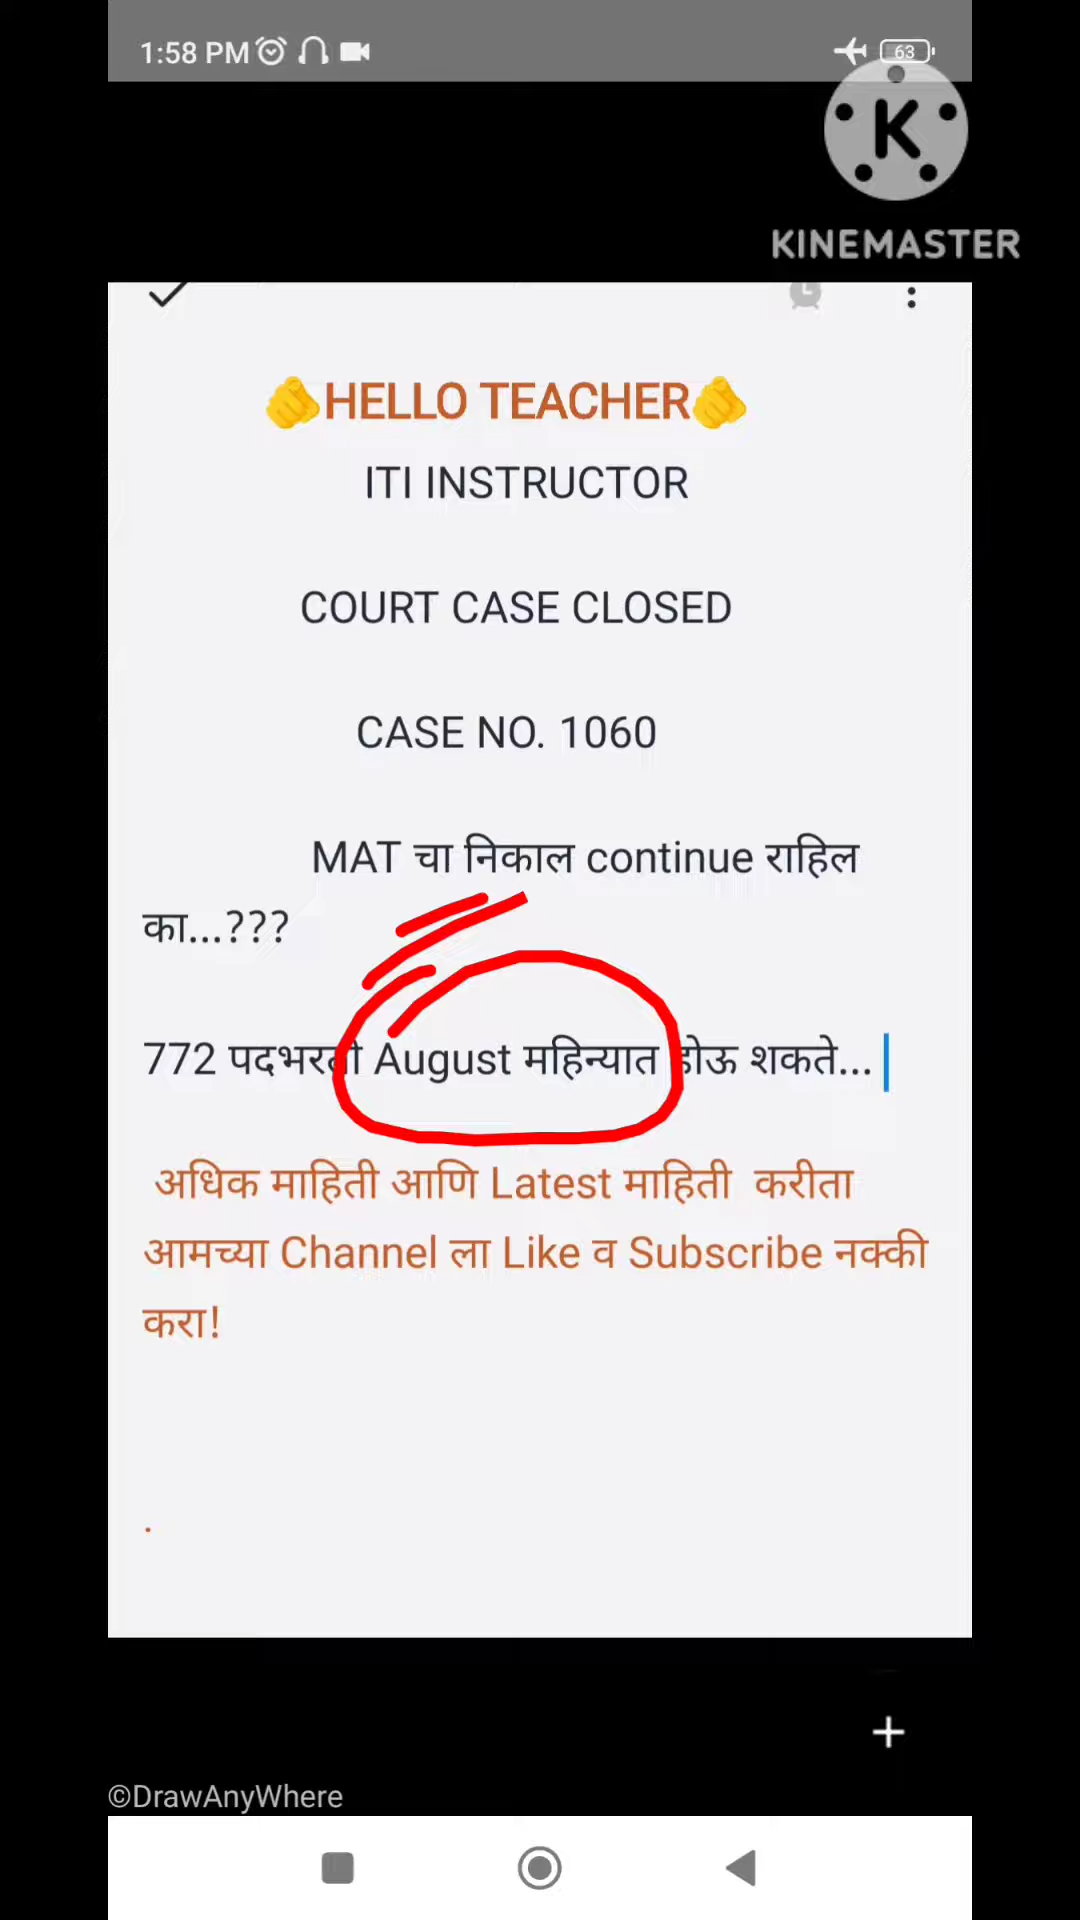 1:58 PM
63
K
KINEMASTER
HELLO TEACHER
ITI INSTRUCTOR
COURT CASE CLOSED
CASE NO. 1060
MAT चा निकाल continue राहिल
का...???
772 पदभरती August महिन्यात होऊ शकते...
अधिक माहिती आणि Latest माहिती करीता
आमच्या Channel ला Like व Subscribe नक्की
करा!
.
©DrawAnyWhere